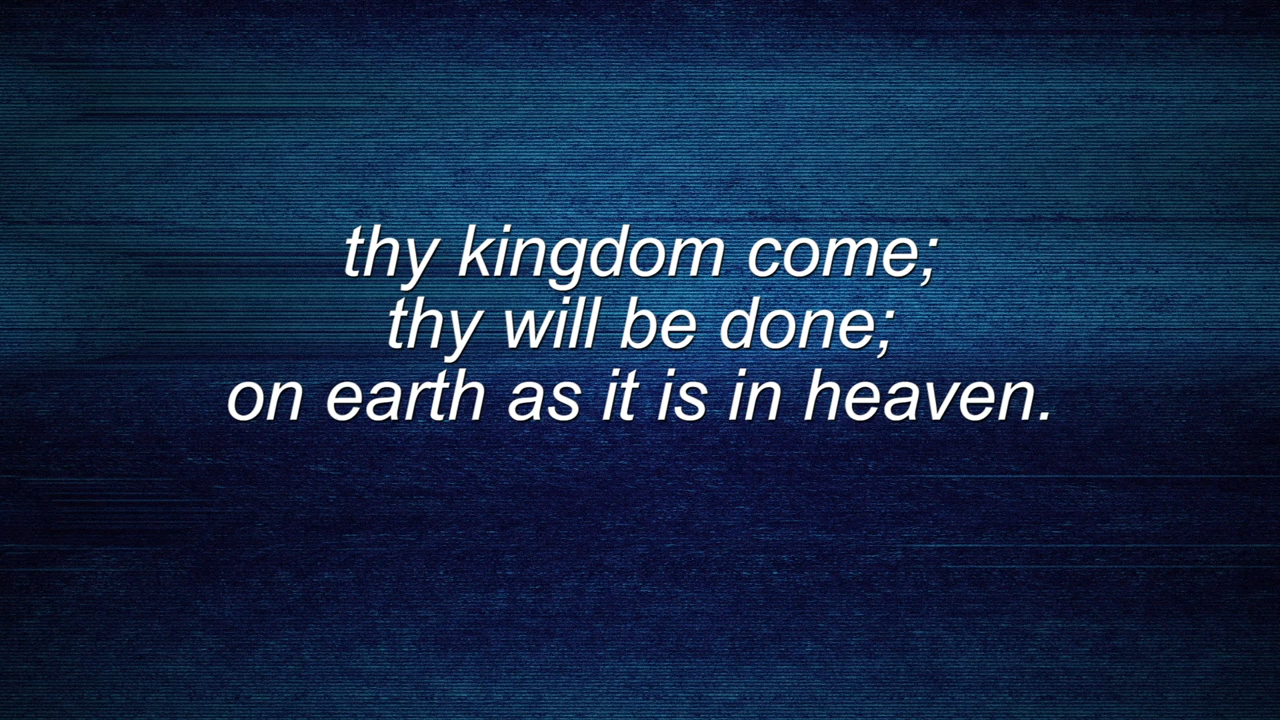 thy kingdom come;
thy will be done;
on earth as it is in heaven.